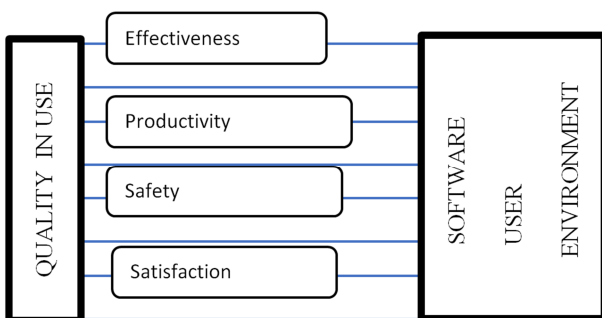 QUALITY IN USE
Effectiveness
Productivity
Safety
Satisfaction
SOFTWARE
USER
ENVIRONMENT